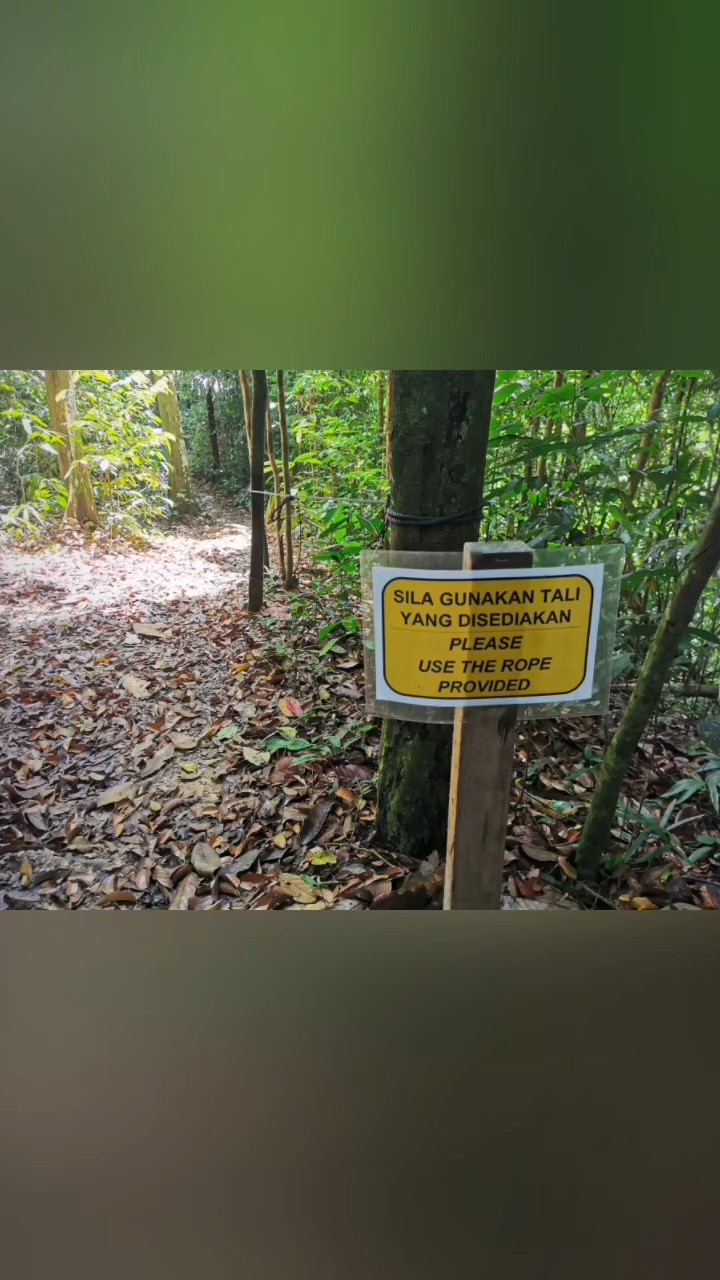 SILA GUNAKAN TALI
YANG DISEDIAKAN
PLEASE
USE THE ROPE
PROVIDED